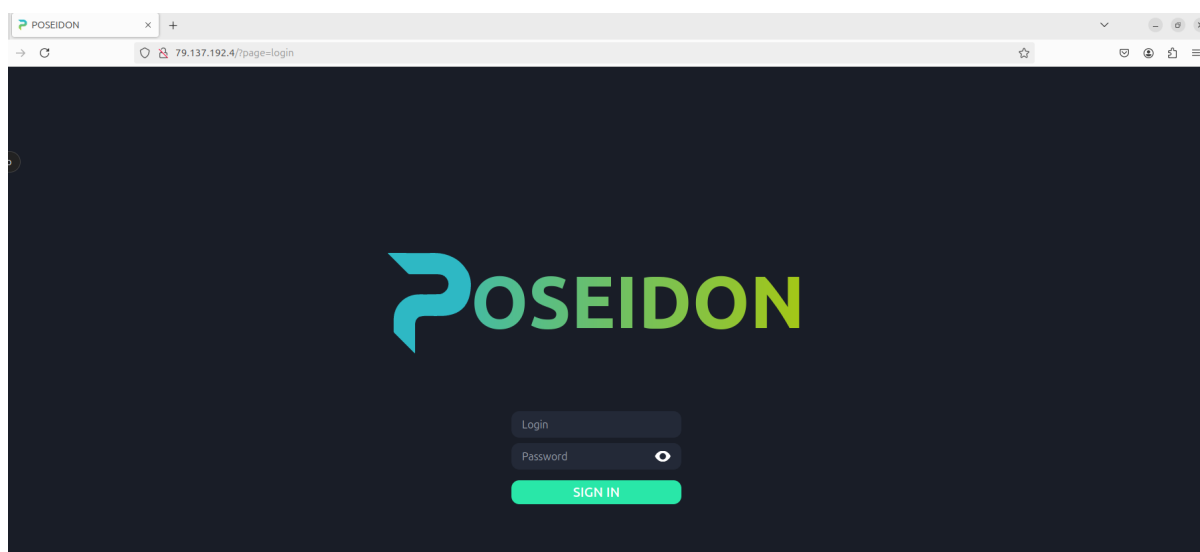 POSEIDON
79.137.192.4/?page=login
POSEIDON
Login
Password
SIGN IN